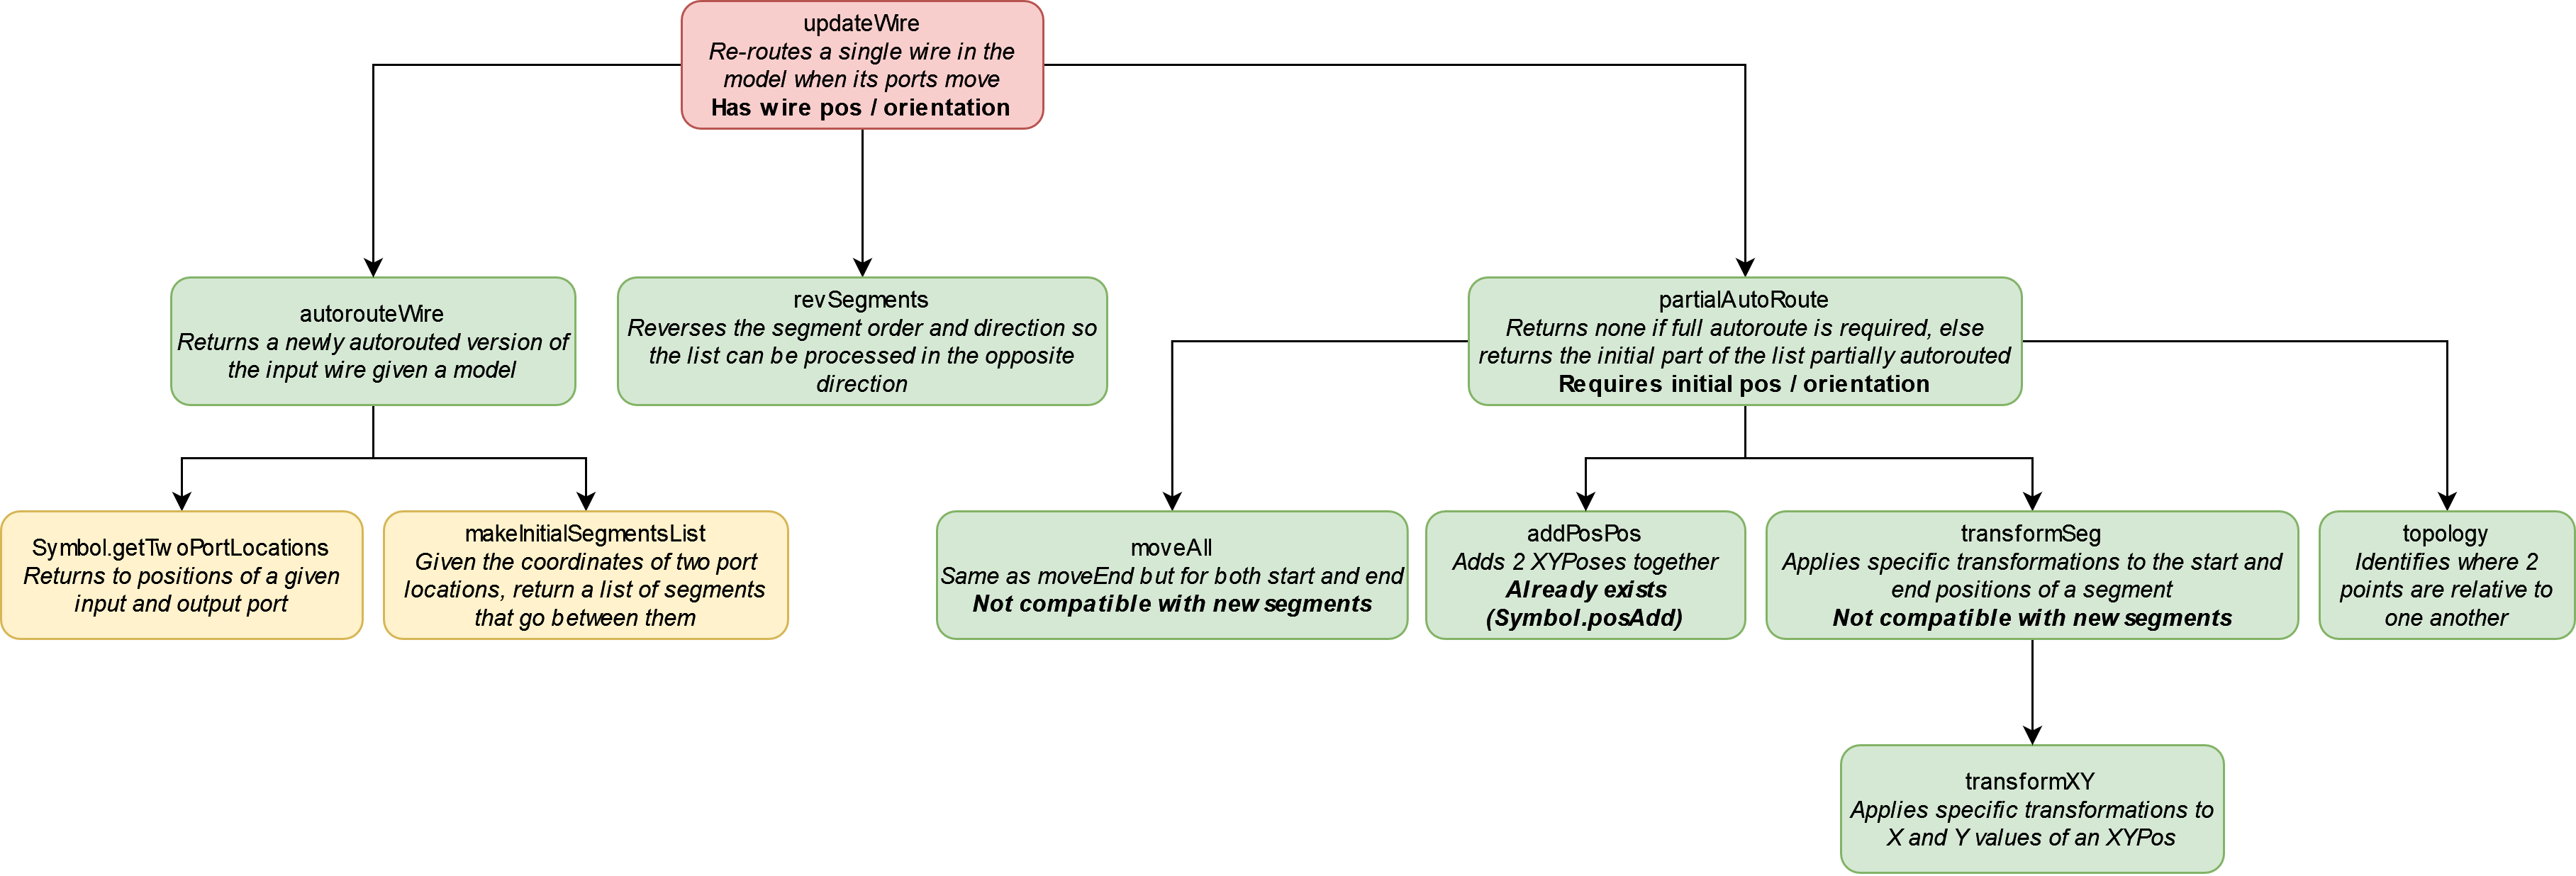 updateWire
Re-routes a single wire in the
model when its ports move
Has wire pos / orientation
autorouteWire
Returns a newly autorouted version of
the input wire given a model
revSegments
Reverses the segment order and direction so
the list can be processed in the opposite
direction
partialAutoRoute
Returns none if full autoroute is required, else
returns the initial part of the list partially autorouted
Requires initial pos / orientation
Symbol.getTwoPortLocations
Returns to positions of a given
input and output port
makeInitialSegmentsList
Given the coordinates of two port
locations, return a list of segments
that go between them
moveAll
Same as moveEnd but for both start and end
Not compatible with new segments
addPosPos
Adds 2 XYPoses together
Already exists
(Symbol.posAdd)
transformSeg
Applies specific transformations to the start and
end positions of a segment
Not compatible with new segments
topology
Identifies where 2
points are relative to
one another
transformXY
Applies specific transformations to
X and Y values of an XYPos